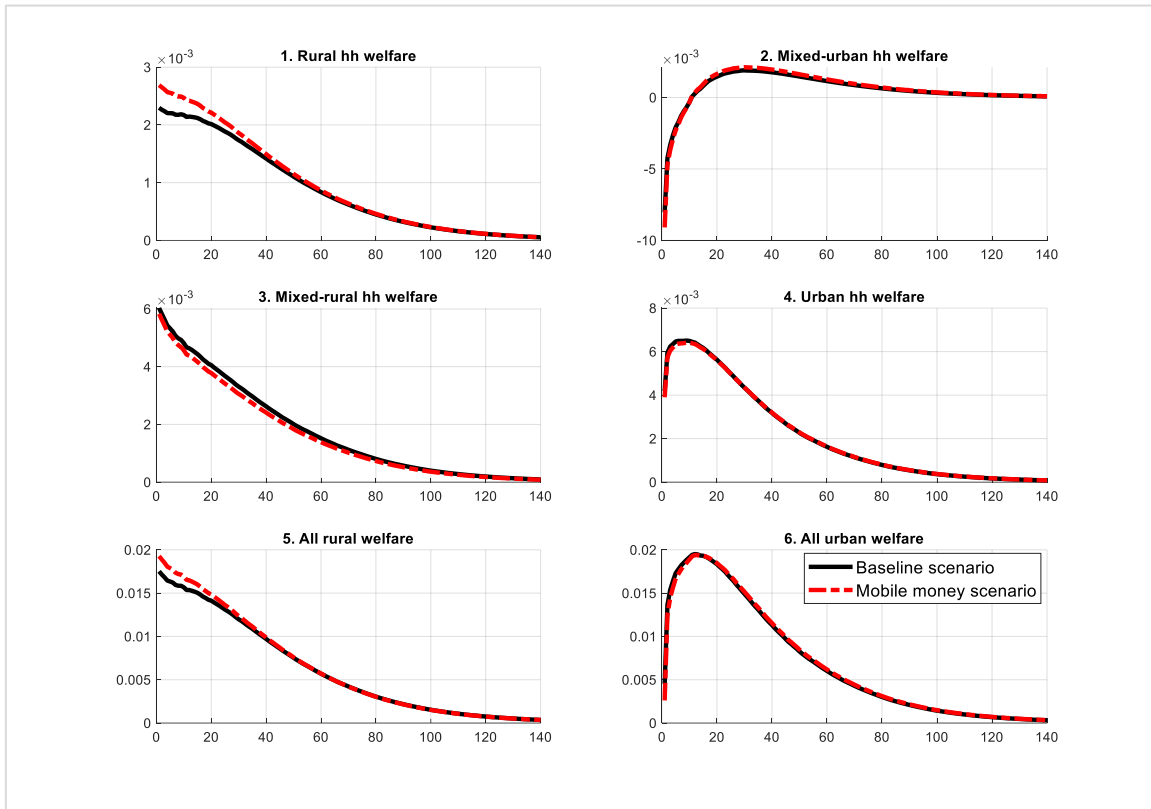 1. Rural hh welfare
×10⁻³
3
2
1
0
0 20 40 60 80 100 120 140
2. Mixed-urban hh welfare
×10⁻³
0
-5
-10
0 20 40 60 80 100 120 140
3. Mixed-rural hh welfare
×10⁻³
6
4
2
0
0 20 40 60 80 100 120 140
4. Urban hh welfare
×10⁻³
8
6
4
2
0
0 20 40 60 80 100 120 140
5. All rural welfare
0.02
0.015
0.01
0.005
0
0 20 40 60 80 100 120 140
6. All urban welfare
Baseline scenario
Mobile money scenario
0.02
0.015
0.01
0.005
0
0 20 40 60 80 100 120 140